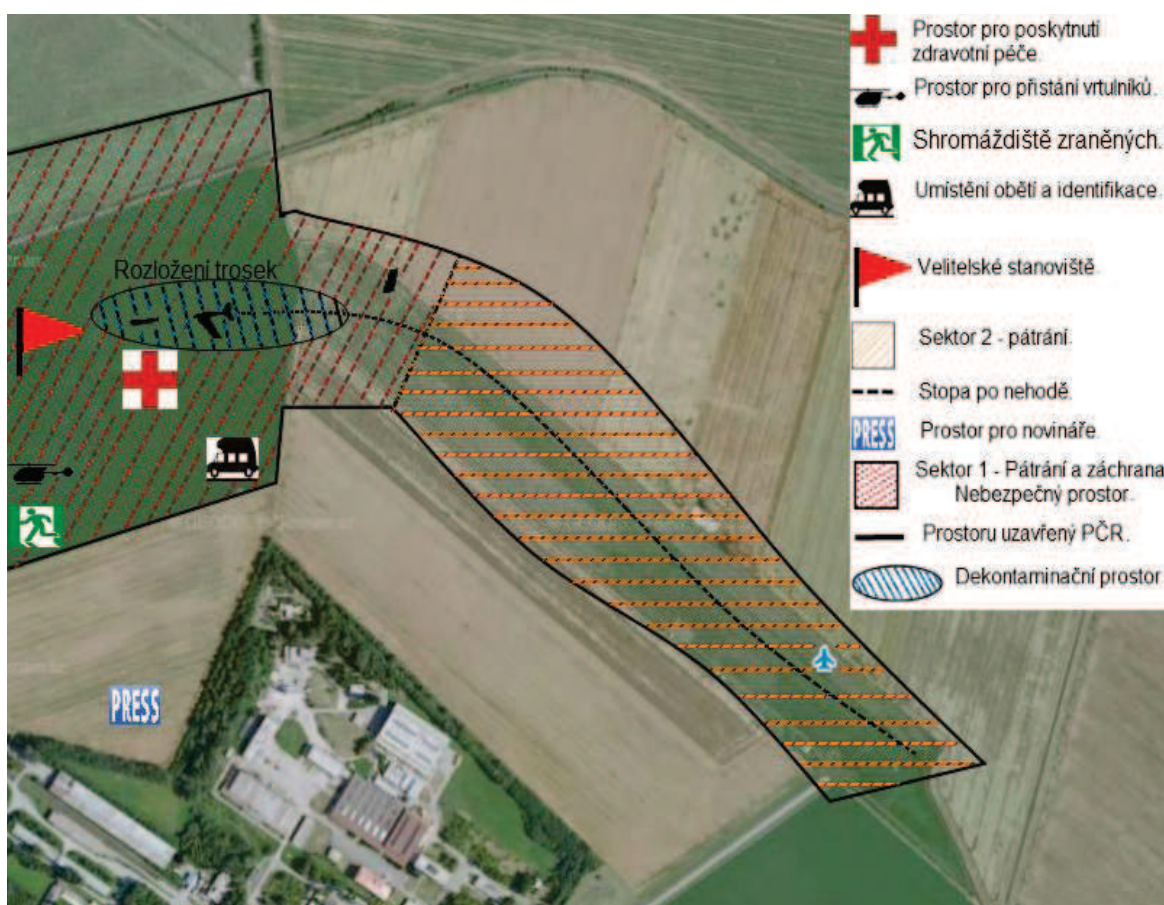 Prostor pro poskytnutí
zdravotní péče.
Prostor pro přistání vrtulníků.
Shromáždiště zraněných.
Umístění obětí a identifikace.
Velitelské stanoviště.
Sektor 2 - pátrání.
Stopa po nehodě.
PRESS
Prostor pro novináře.
Sektor 1 - Pátrání a záchrana
Nebezpečný prostor.
Prostoru uzavřený PČR.
Dekontaminační prostor
Rozložení trosek
PRESS